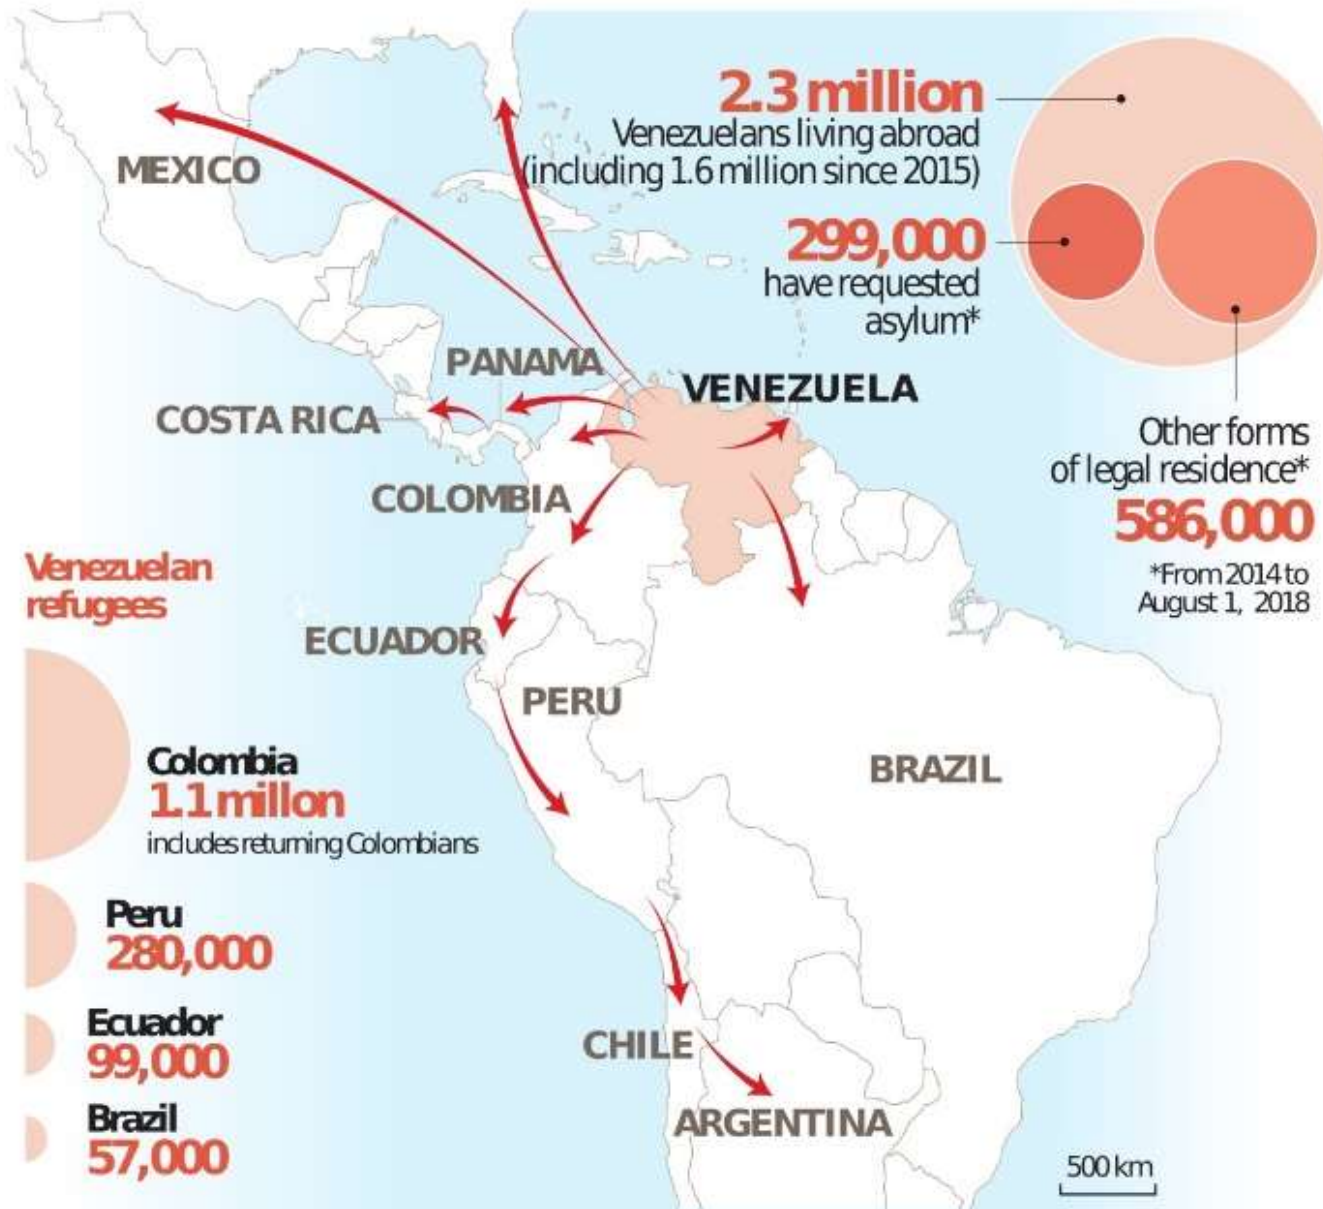 2.3 million
Venezuelans living abroad
(including 1.6 million since 2015)
299,000
have requested
asylum*
Other forms
of legal residence*
586,000
*From 2014 to
August 1, 2018
MEXICO
PANAMA
VENEZUELA
COSTA RICA
COLOMBIA
ECUADOR
PERU
BRAZIL
CHILE
ARGENTINA
Venezuelan
refugees
Colombia
1.1 millon
includes returning Colombians
Peru
280,000
Ecuador
99,000
Brazil
57,000
500 km